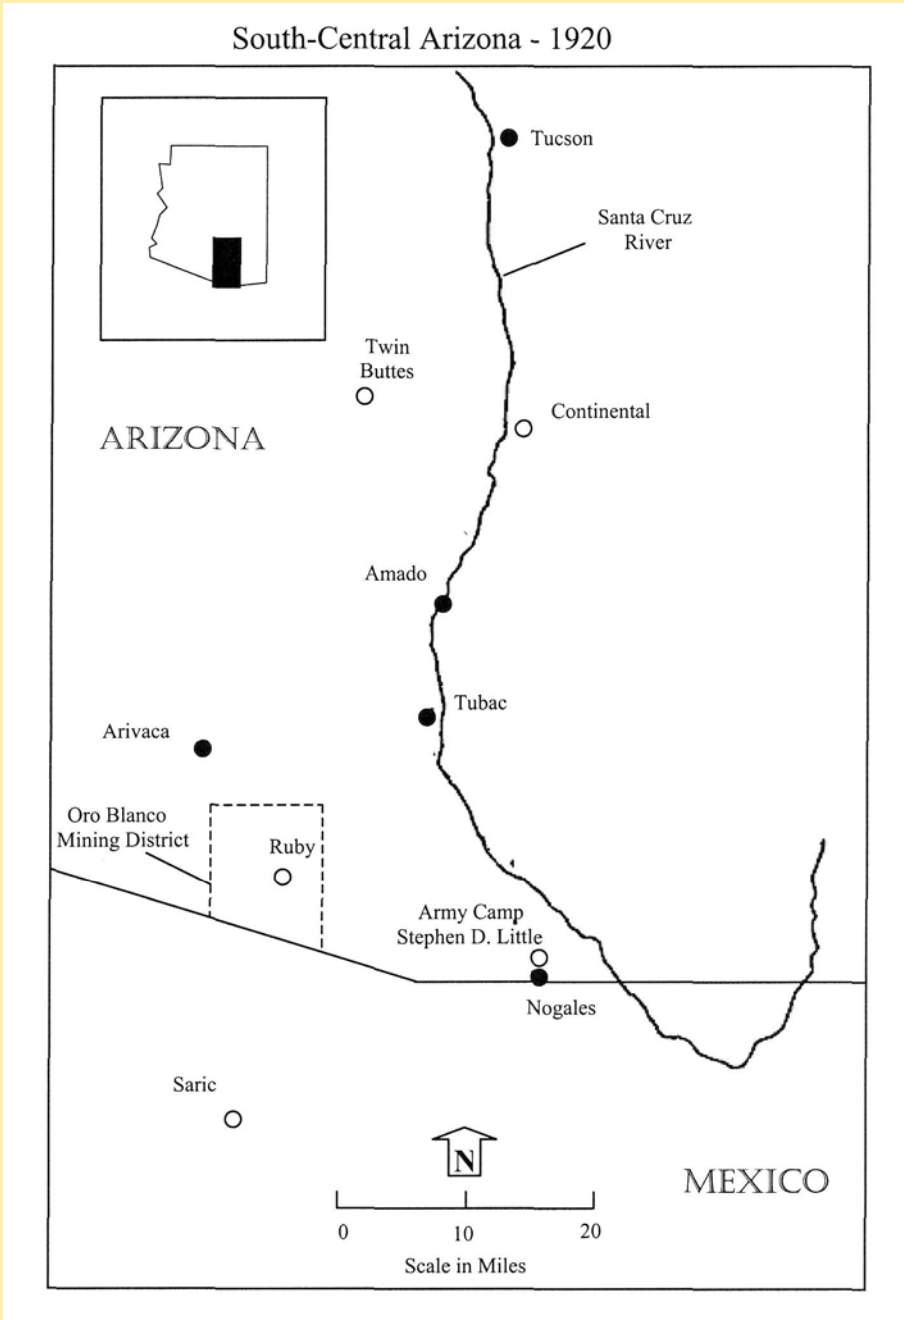 South-Central Arizona - 1920
Tucson
Santa Cruz
River
Twin
Buttes
Continental
ARIZONA
Amado
Tubac
Arivaca
Oro Blanco
Mining District
Ruby
Army Camp
Stephen D. Little
Nogales
Saric
N
MEXICO
0 10 20
Scale in Miles